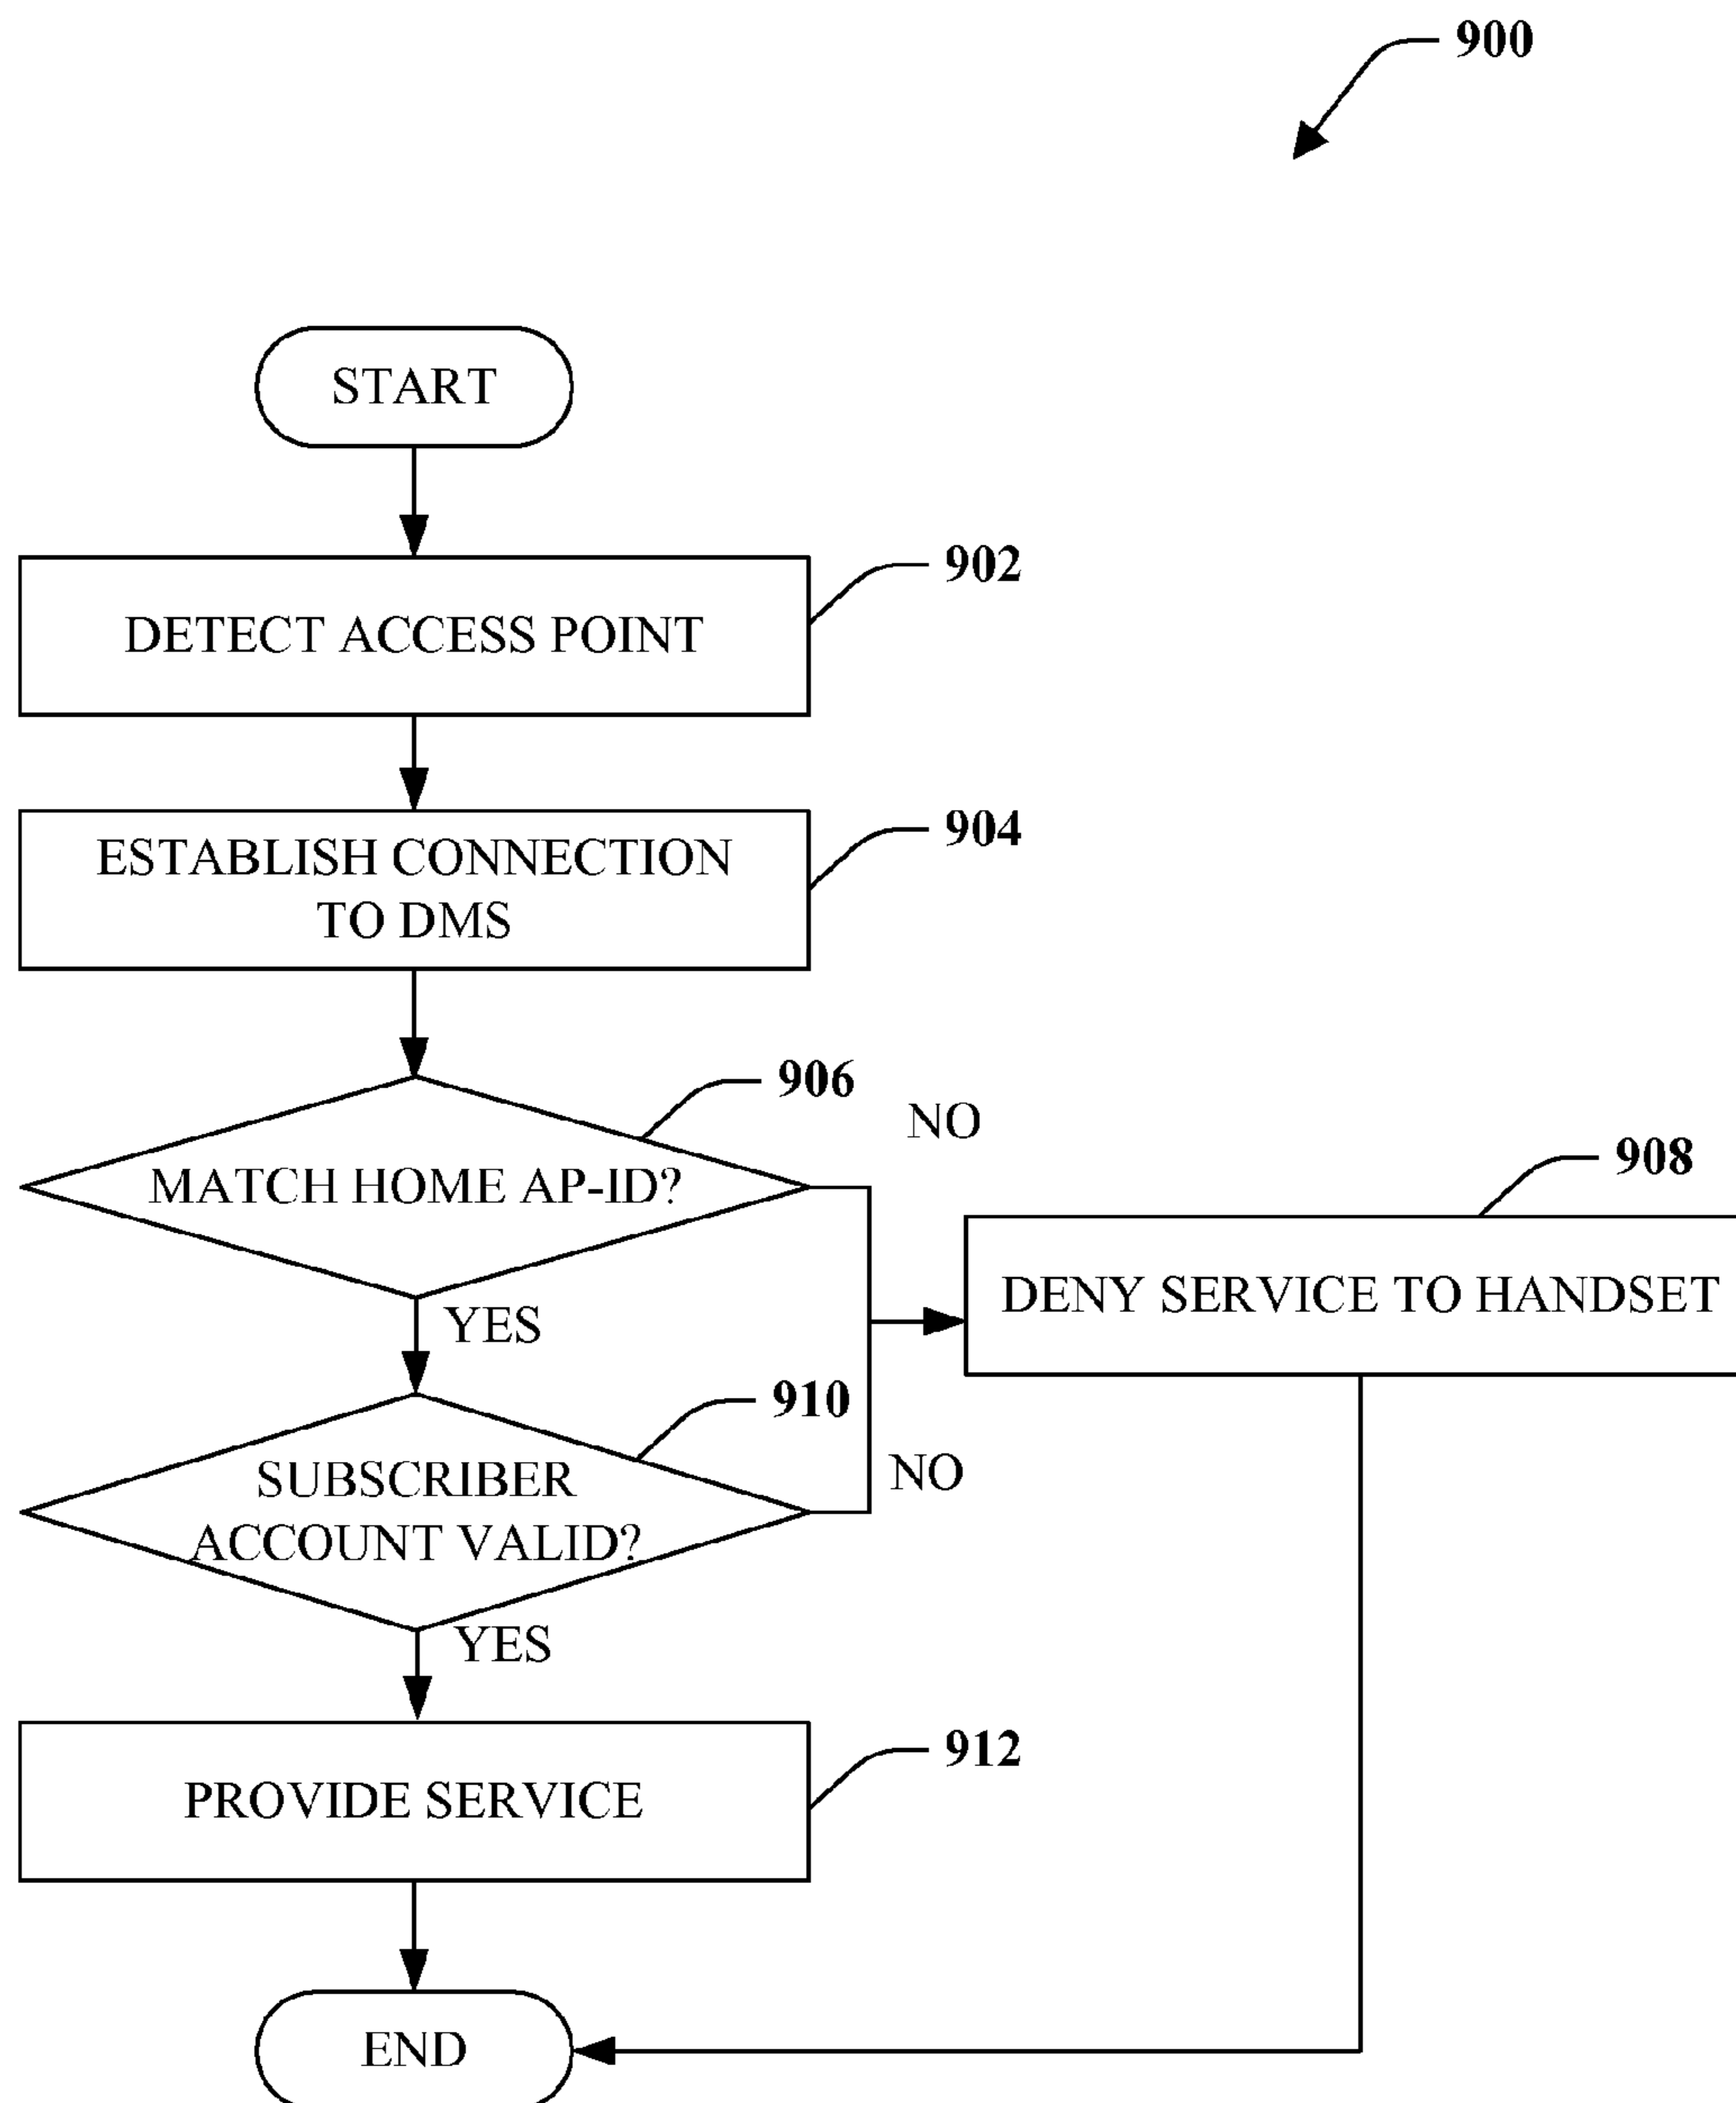 900
START
902
DETECT ACCESS POINT
904
ESTABLISH CONNECTION
TO DMS
906
NO
MATCH HOME AP-ID?
908
DENY SERVICE TO HANDSET
YES
910
SUBSCRIBER
ACCOUNT VALID?
NO
YES
912
PROVIDE SERVICE
END